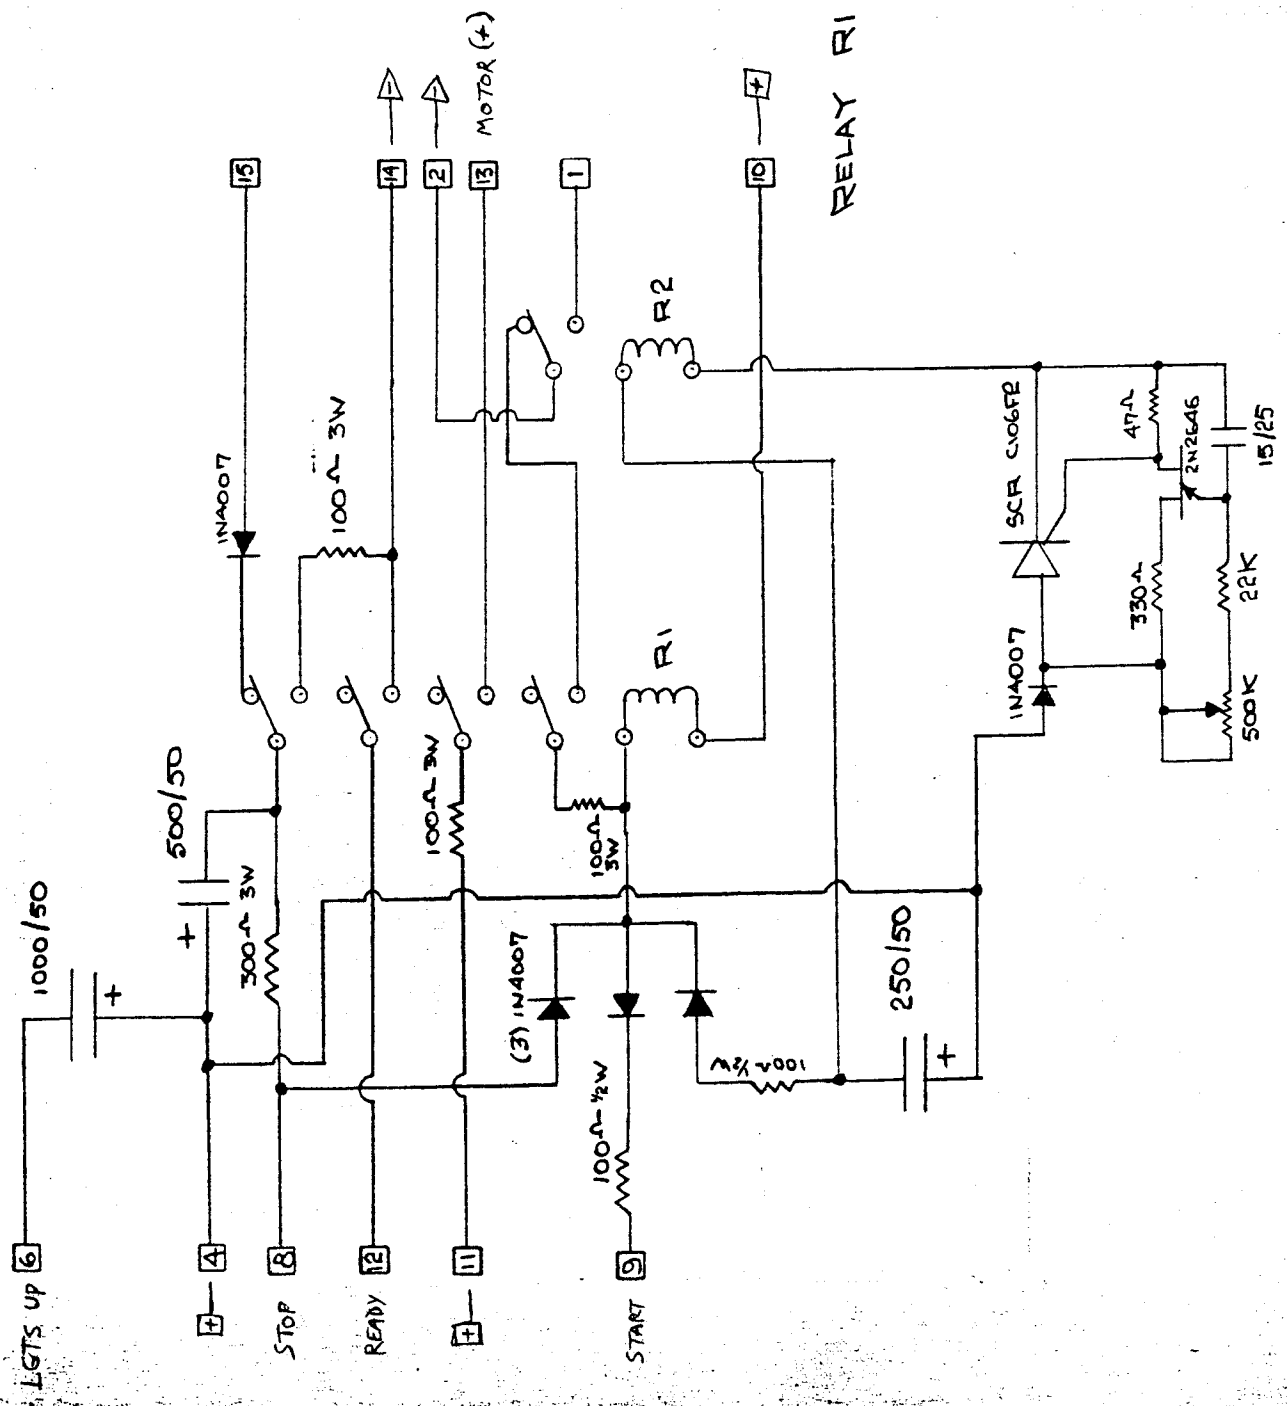 LGTS UP 6
1000/50
+
+ 4
500/50
+
STOP 8
300Ω 3W
1N4007
15
READY 12
100Ω 3W
14 −
2 −
+ 11
100Ω 3W
13 MOTOR (+)
1
START 9
100Ω ½W
(3) 1N4007
100Ω
3W
R1
R2
100Ω ½W
10 +
RELAY R1
250/50
+
1N4007
SCR C106F2
330Ω
47Ω
2N2646
500K
22K
15/25